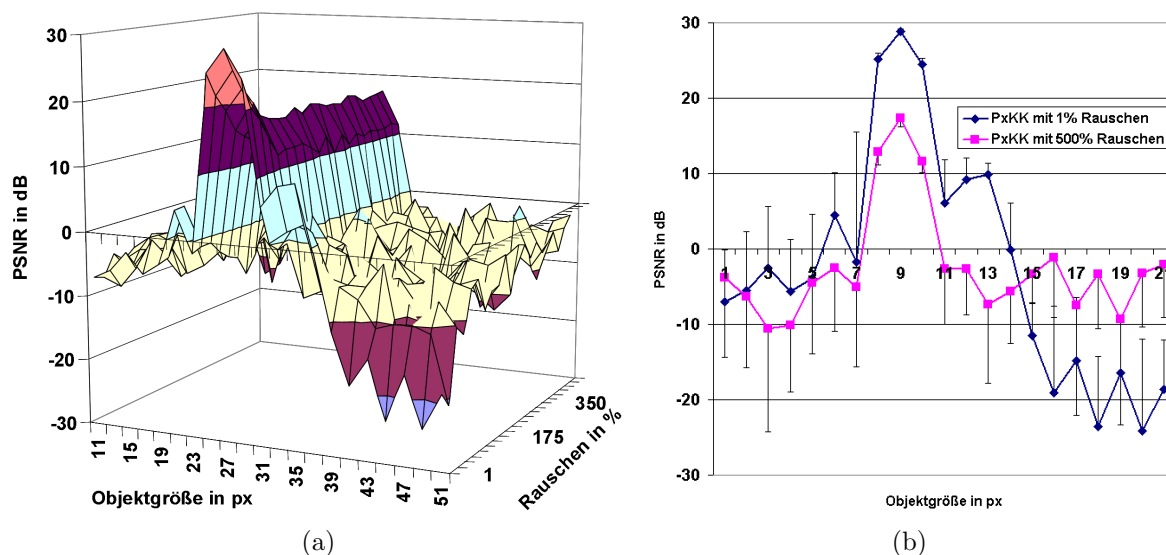 30
20
10
0
-10
-20
-30
PSNR in dB
11 15 19 23 27 31 35 39 43 47 51
Objektgröße in px
1 175 350
Rauschen in %
(a)
30
20
10
0
-10
-20
-30
PSNR in dB
1 3 5 7 9 11 13 15 17 19
PxKK mit 1% Rauschen
PxKK mit 500% Rauschen
Objektgröße in px
(b)